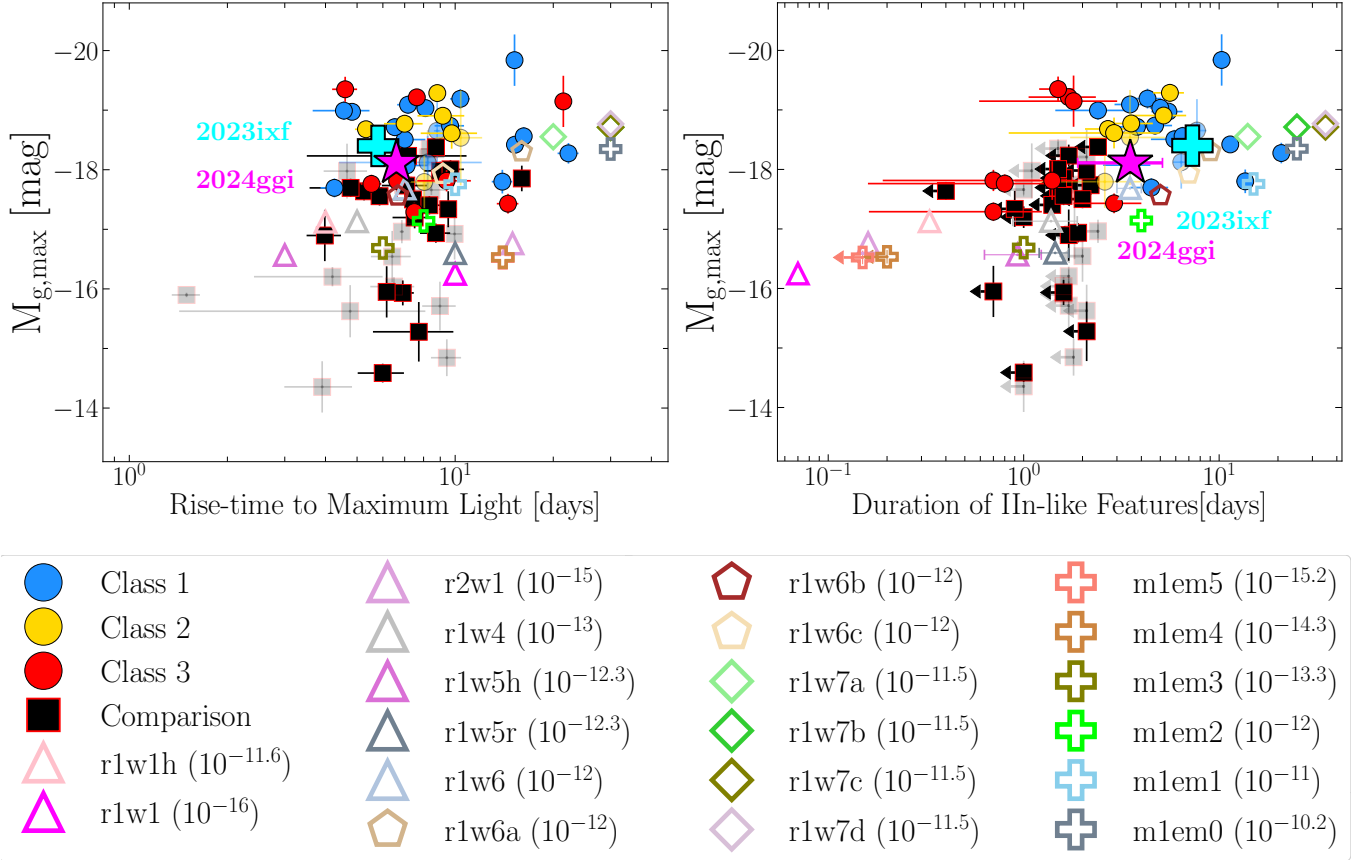 −20
−18
−16
−14
M_g,max [mag]
2023ixf
2024ggi
10^0
10^1
Rise-time to Maximum Light [days]
−20
−18
−16
−14
M_g,max [mag]
2023ixf
2024ggi
10^−1
10^0
10^1
Duration of IIn-like Features[days]
Class 1
Class 2
Class 3
Comparison
r1w1h (10^−11.6)
r1w1 (10^−16)
r2w1 (10^−15)
r1w4 (10^−13)
r1w5h (10^−12.3)
r1w5r (10^−12.3)
r1w6 (10^−12)
r1w6a (10^−12)
r1w6b (10^−12)
r1w6c (10^−12)
r1w7a (10^−11.5)
r1w7b (10^−11.5)
r1w7c (10^−11.5)
r1w7d (10^−11.5)
m1em5 (10^−15.2)
m1em4 (10^−14.3)
m1em3 (10^−13.3)
m1em2 (10^−12)
m1em1 (10^−11)
m1em0 (10^−10.2)